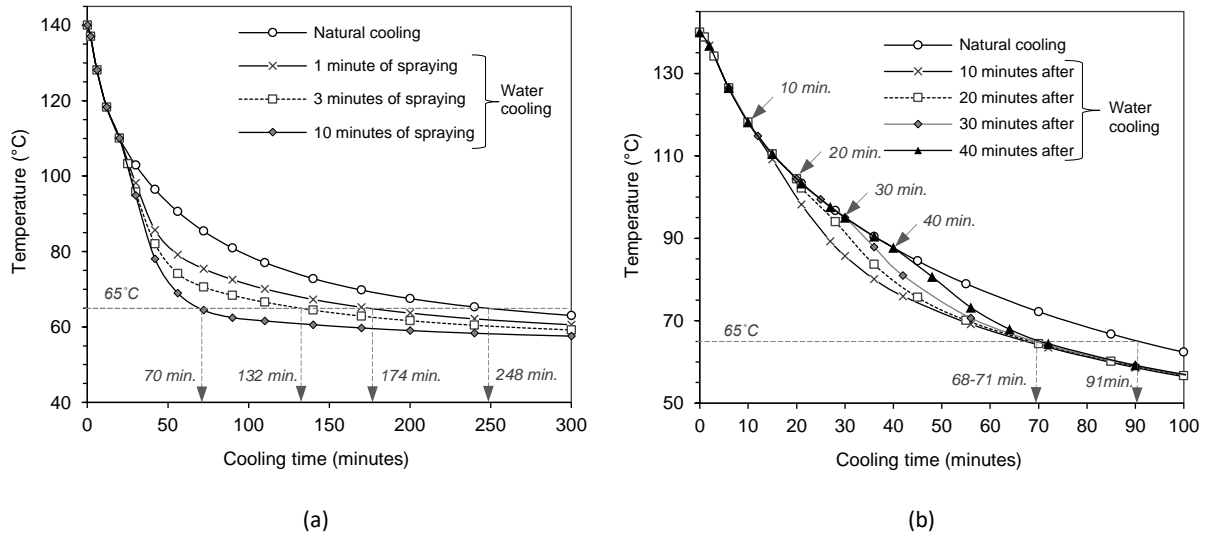 140
120
100
80
60
40
Temperature (°C)
Natural cooling
1 minute of spraying
3 minutes of spraying
10 minutes of spraying
Water
cooling
65˚C
70 min.
132 min.
174 min.
248 min.
0
50
100
150
200
250
300
Cooling time (minutes)
(a)
130
110
90
70
50
Temperature (°C)
Natural cooling
10 minutes after
20 minutes after
30 minutes after
40 minutes after
Water
cooling
10 min.
20 min.
30 min.
40 min.
65˚C
68-71 min.
91min.
0
10
20
30
40
50
60
70
80
90
100
Cooling time (minutes)
(b)